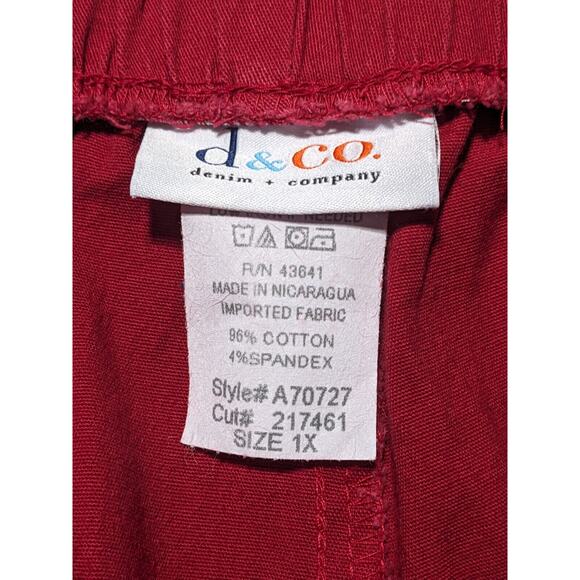 d&co.
denim + company
NEEDED
R/N 43641
MADE IN NICARAGUA
IMPORTED FABRIC
96% COTTON
4%SPANDEX
Style# A70727
Cut# 217461
SIZE 1X